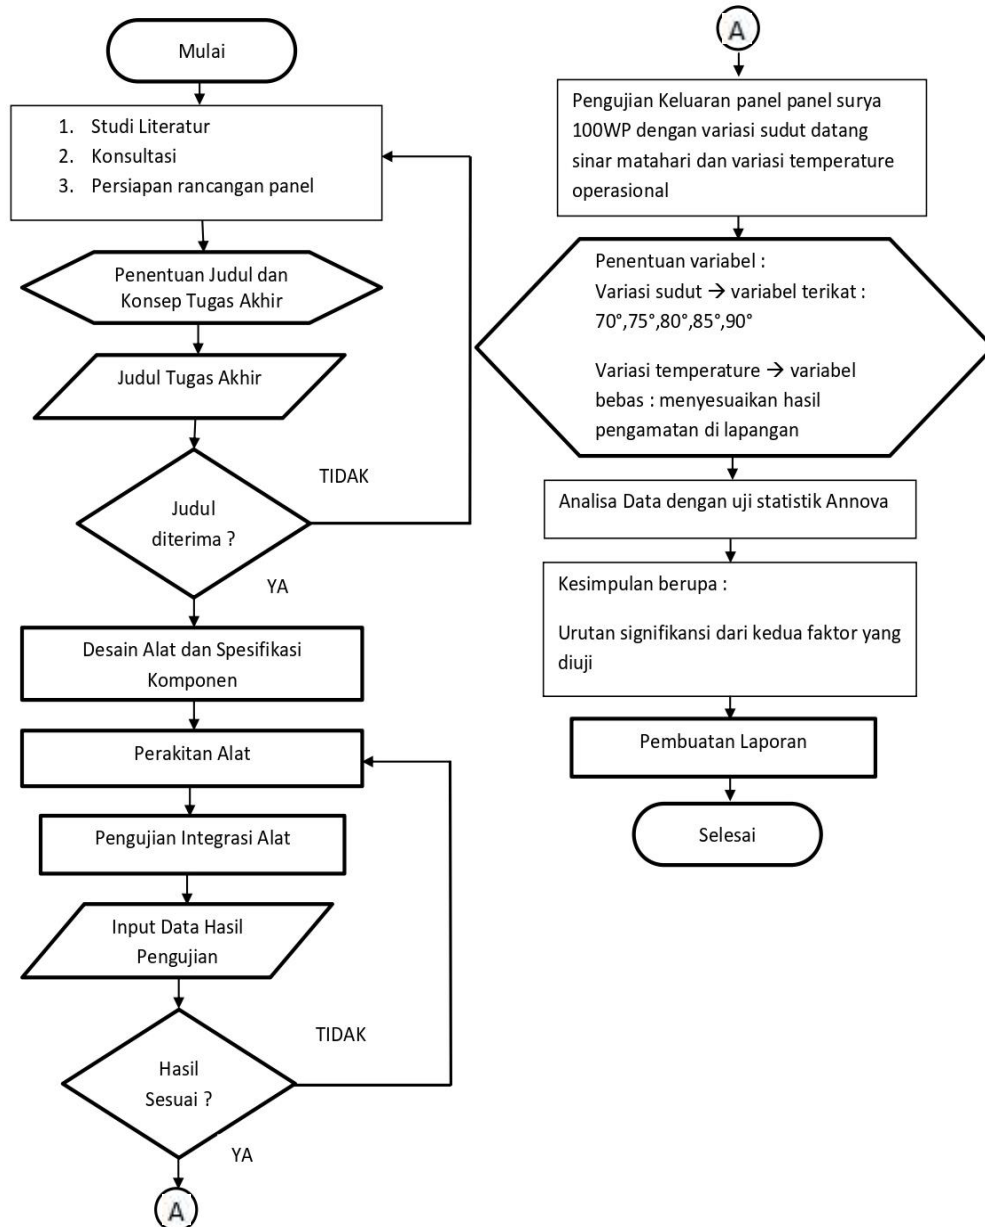 Mulai
1. Studi Literatur
2. Konsultasi
3. Persiapan rancangan panel
Penentuan Judul dan
Konsep Tugas Akhir
Judul Tugas Akhir
TIDAK
Judul
diterima ?
YA
Desain Alat dan Spesifikasi
Komponen
Perakitan Alat
Pengujian Integrasi Alat
Input Data Hasil
Pengujian
TIDAK
Hasil
Sesuai ?
YA
A
A
Pengujian Keluaran panel panel surya
100WP dengan variasi sudut datang
sinar matahari dan variasi temperature
operasional
Penentuan variabel :
Variasi sudut → variabel terikat :
70°,75°,80°,85°,90°
Variasi temperature → variabel
bebas : menyesuaikan hasil
pengamatan di lapangan
Analisa Data dengan uji statistik Annova
Kesimpulan berupa :
Urutan signifikansi dari kedua faktor yang
diuji
Pembuatan Laporan
Selesai